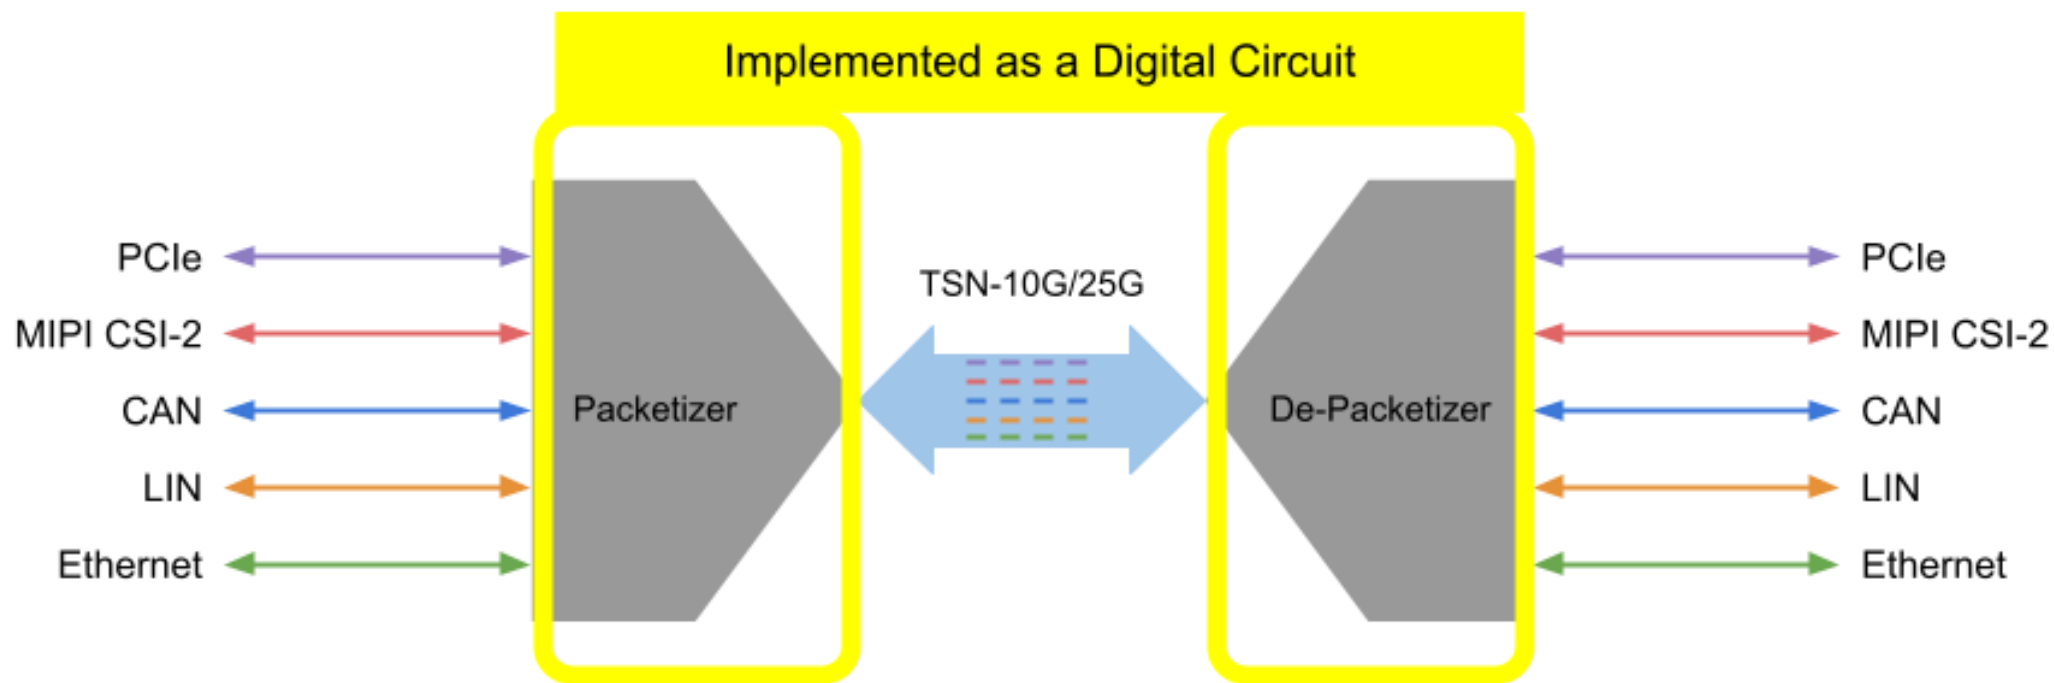 Implemented as a Digital Circuit
PCIe
MIPI CSI-2
CAN
LIN
Ethernet
Packetizer
TSN-10G/25G
De-Packetizer
PCIe
MIPI CSI-2
CAN
LIN
Ethernet